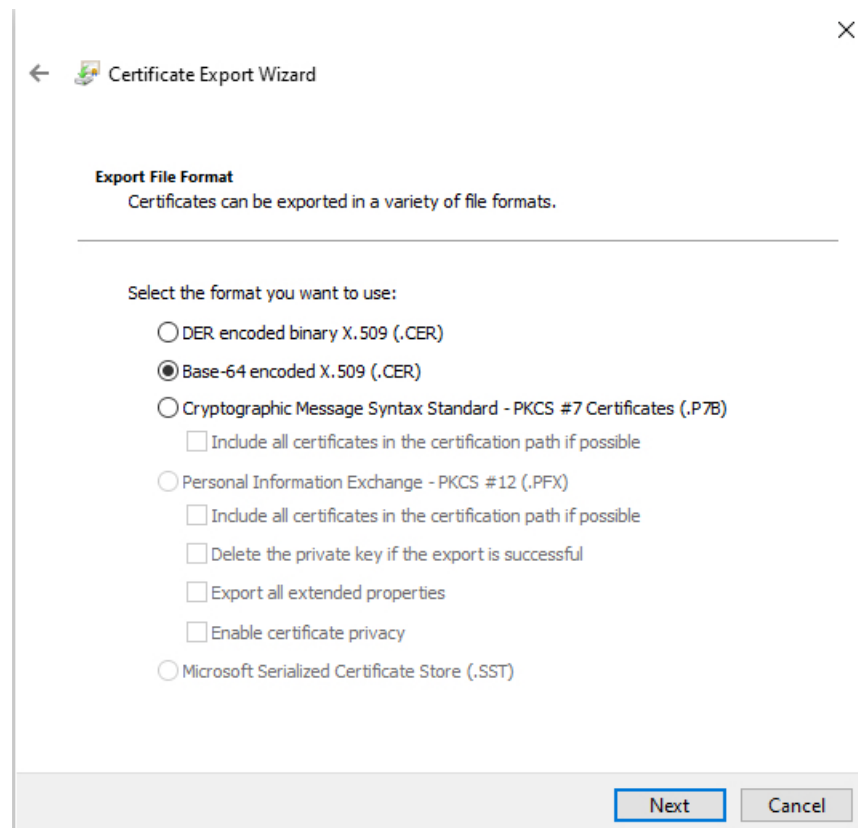 Certificate Export Wizard
Export File Format
Certificates can be exported in a variety of file formats.
Select the format you want to use:
DER encoded binary X.509 (.CER)
Base-64 encoded X.509 (.CER)
Cryptographic Message Syntax Standard - PKCS #7 Certificates (.P7B)
Include all certificates in the certification path if possible
Personal Information Exchange - PKCS #12 (.PFX)
Include all certificates in the certification path if possible
Delete the private key if the export is successful
Export all extended properties
Enable certificate privacy
Microsoft Serialized Certificate Store (.SST)
Next Cancel